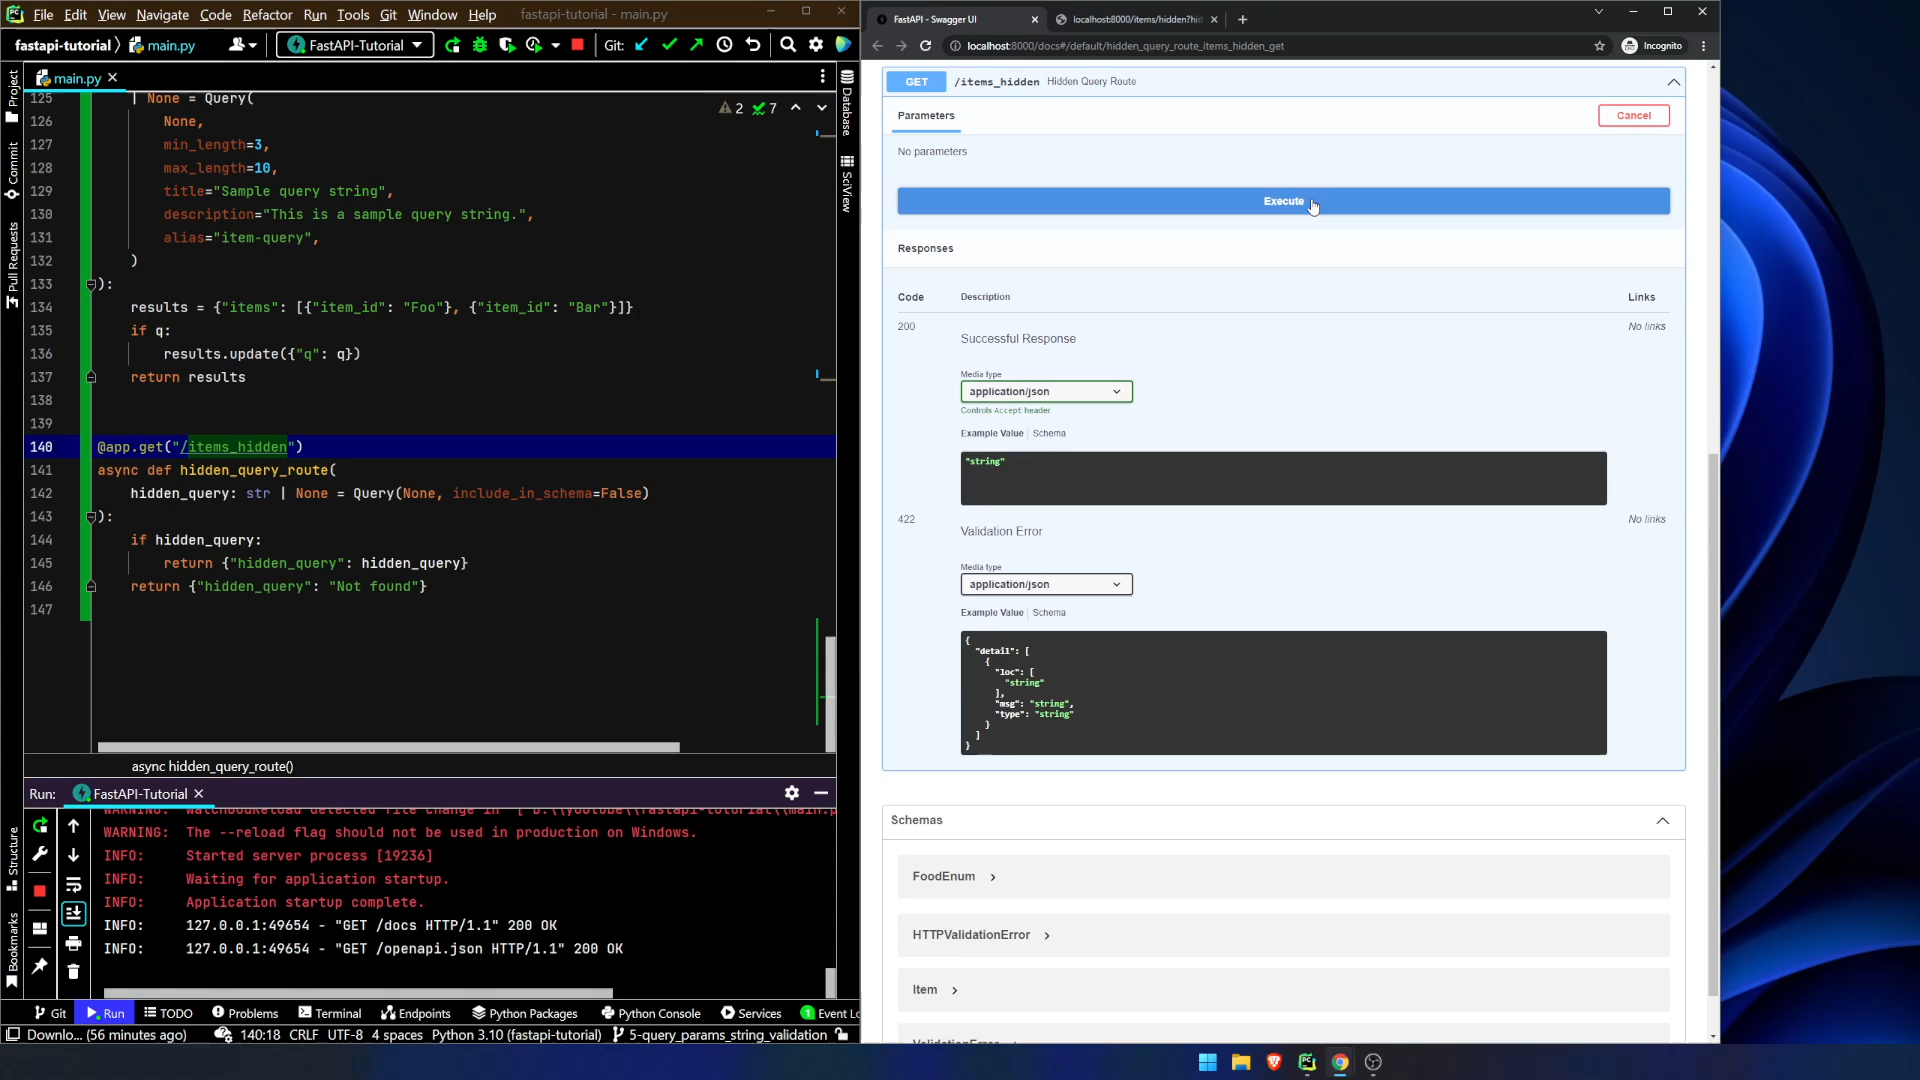 File Edit View Navigate Code Refactor Run Tools Git Window Help fastapi-tutorial - main.py
fastapi-tutorial main.py FastAPI-Tutorial Git:
main.py
Project
Commit
Pull Requests
Structure
Bookmarks
Database
SciView
2 7
125 | None = Query(
126 None,
127 min_length=3,
128 max_length=10,
129 title="Sample query string",
130 description="This is a sample query string.",
131 alias="item-query",
132 )
133 ):
134 results = {"items": [{"item_id": "Foo"}, {"item_id": "Bar"}]}
135 if q:
136 results.update({"q": q})
137 return results
138
139
140 @app.get("/items_hidden")
141 async def hidden_query_route(
142 hidden_query: str | None = Query(None, include_in_schema=False)
143 ):
144 if hidden_query:
145 return {"hidden_query": hidden_query}
146 return {"hidden_query": "Not found"}
147
async hidden_query_route()
Run: FastAPI-Tutorial
WARNING: WatchGodReload detected file change in
WARNING: The --reload flag should not be used in production on Windows.
INFO: Started server process [19236]
INFO: Waiting for application startup.
INFO: Application startup complete.
INFO: 127.0.0.1:49654 - "GET /docs HTTP/1.1" 200 OK
INFO: 127.0.0.1:49654 - "GET /openapi.json HTTP/1.1" 200 OK
Git Run TODO Problems Terminal Endpoints Python Packages Python Console Services 1 Event Lo
Downlo... (56 minutes ago) 140:18 CRLF UTF-8 4 spaces Python 3.10 (fastapi-tutorial) 5-query_params_string_validation
FastAPI - Swagger UI localhost:8000/items/hidden?hid
localhost:8000/docs#/default/hidden_query_route_items_hidden_get Incognito
GET /items_hidden Hidden Query Route
Parameters Cancel
No parameters
Execute
Responses
Code Description Links
200 No links
Successful Response
Media type
application/json
Controls Accept header.
Example Value Schema
"string"
422 No links
Validation Error
Media type
application/json
Example Value Schema
{
"detail": [
{
"loc": [
"string"
],
"msg": "string",
"type": "string"
}
]
}
Schemas
FoodEnum
HTTPValidationError
Item
ValidationError